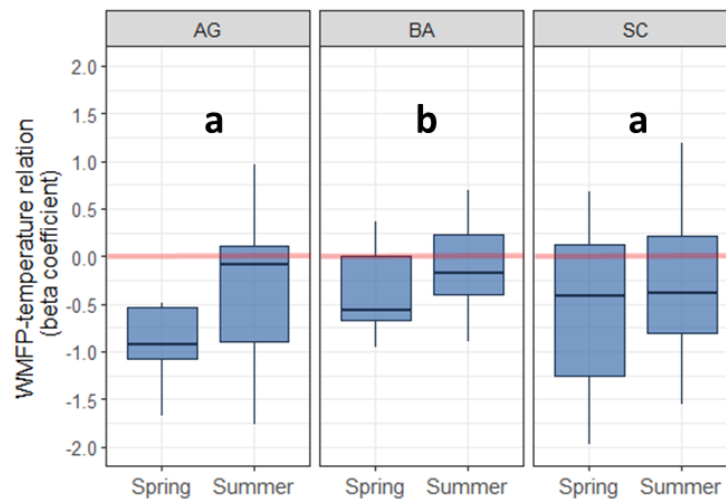 AG BA SC
WMFP-temperature relation
(beta coefficient)
2.0
1.5
1.0
0.5
0.0
-0.5
-1.0
-1.5
-2.0
a b a
Spring Summer Spring Summer Spring Summer